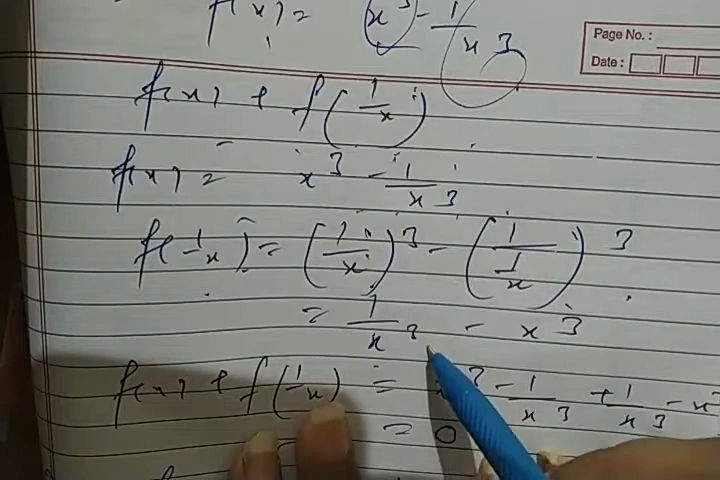 f(x) = x³ - 1/x³
Page No. :
Date :
f(x) + f(1/x)
f(x) = x³ - 1/x³
f(1/x) = (1/x)³ - (1/(1/x))³
= 1/x³ - x³
f(x) + f(1/x) = x³ - 1/x³ + 1/x³ - x³
= 0